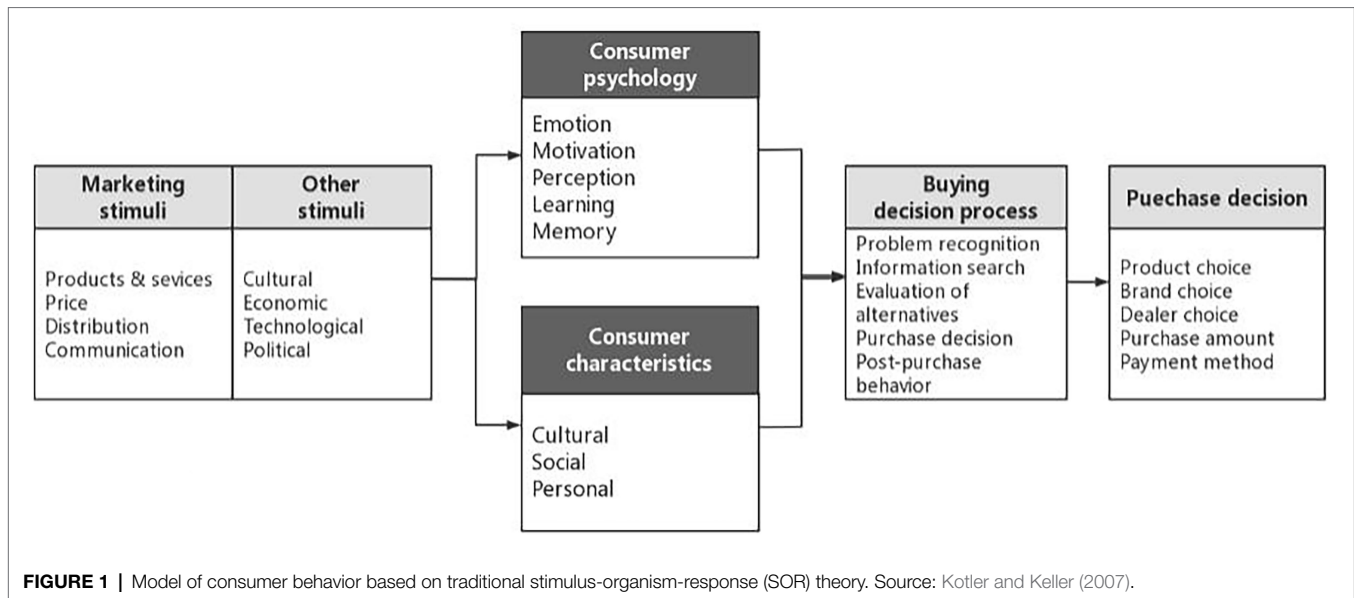 Marketing
stimuli
Products & sevices
Price
Distribution
Communication
Other
stimuli
Cultural
Economic
Technological
Political
Consumer
psychology
Emotion
Motivation
Perception
Learning
Memory
Consumer
characteristics
Cultural
Social
Personal
Buying
decision process
Problem recognition
Information search
Evaluation of
alternatives
Purchase decision
Post-purchase
behavior
Puechase decision
Product choice
Brand choice
Dealer choice
Purchase amount
Payment method
FIGURE 1 | Model of consumer behavior based on traditional stimulus-organism-response (SOR) theory. Source: Kotler and Keller (2007).